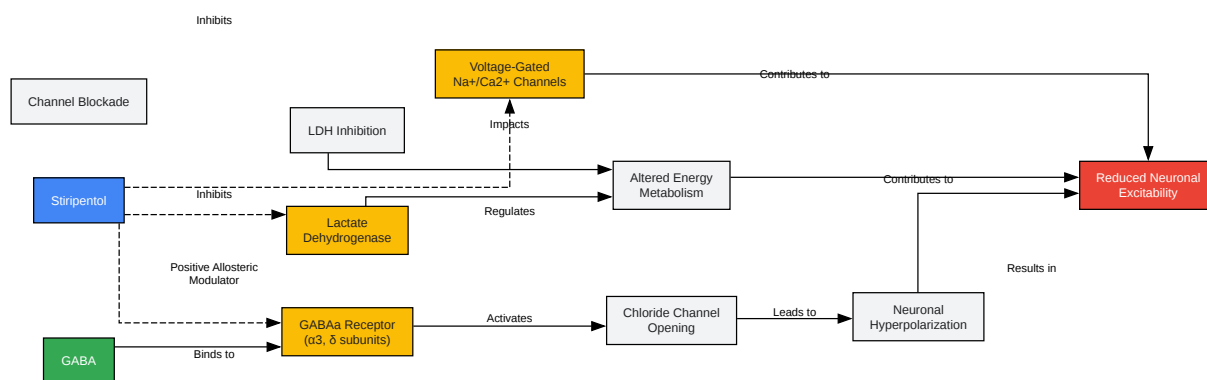 Inhibits
Voltage-Gated
Na+/Ca2+ Channels
Contributes to
Channel Blockade
LDH Inhibition
Impacts
Altered Energy
Metabolism
Contributes to
Reduced Neuronal
Excitability
Stiripentol
Inhibits
Lactate
Dehydrogenase
Regulates
Positive Allosteric
Modulator
Results in
GABAa Receptor
(α3, δ subunits)
Activates
Chloride Channel
Opening
Leads to
Neuronal
Hyperpolarization
GABA
Binds to